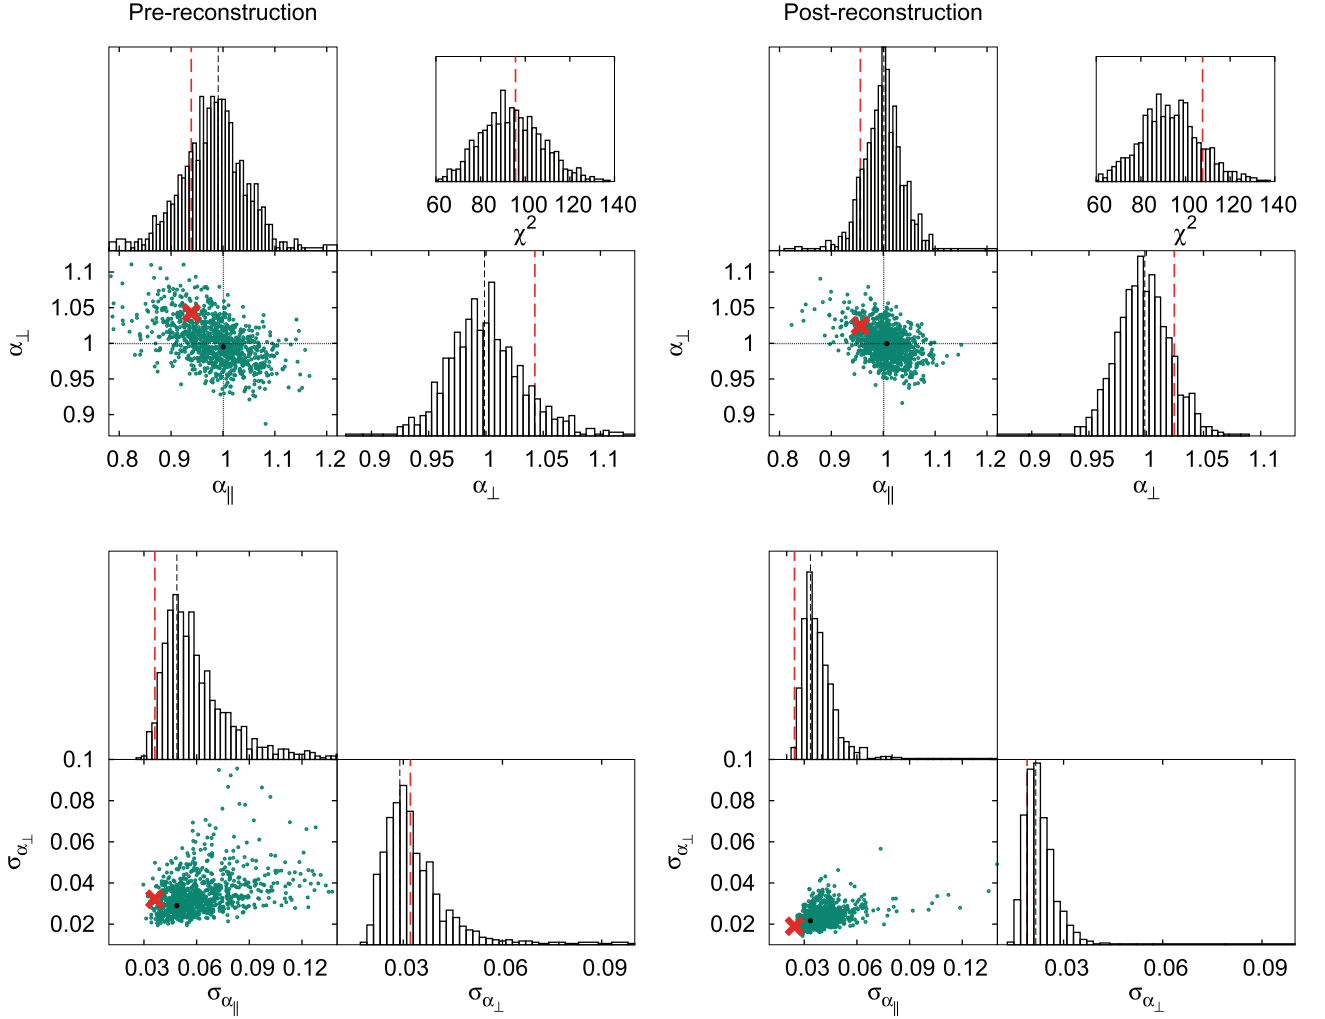 Pre-reconstruction Post-reconstruction
60 80 100 120 140 60 80 100 120 140
χ² χ²
1.1 1.1
1.05 1.05
α⊥ 1 α⊥ 1
0.95 0.95
0.9 0.9
0.8 0.9 1 1.1 1.2 0.9 0.95 1 1.05 1.1 0.8 0.9 1 1.1 1.2 0.9 0.95 1 1.05 1.1
α∥ α⊥ α∥ α⊥
0.1 0.1
0.08 0.08
σα⊥ 0.06 σα⊥ 0.06
0.04 0.04
0.02 0.02
0.03 0.06 0.09 0.12 0.03 0.06 0.09 0.03 0.06 0.09 0.12 0.03 0.06 0.09
σα∥ σα⊥ σα∥ σα⊥